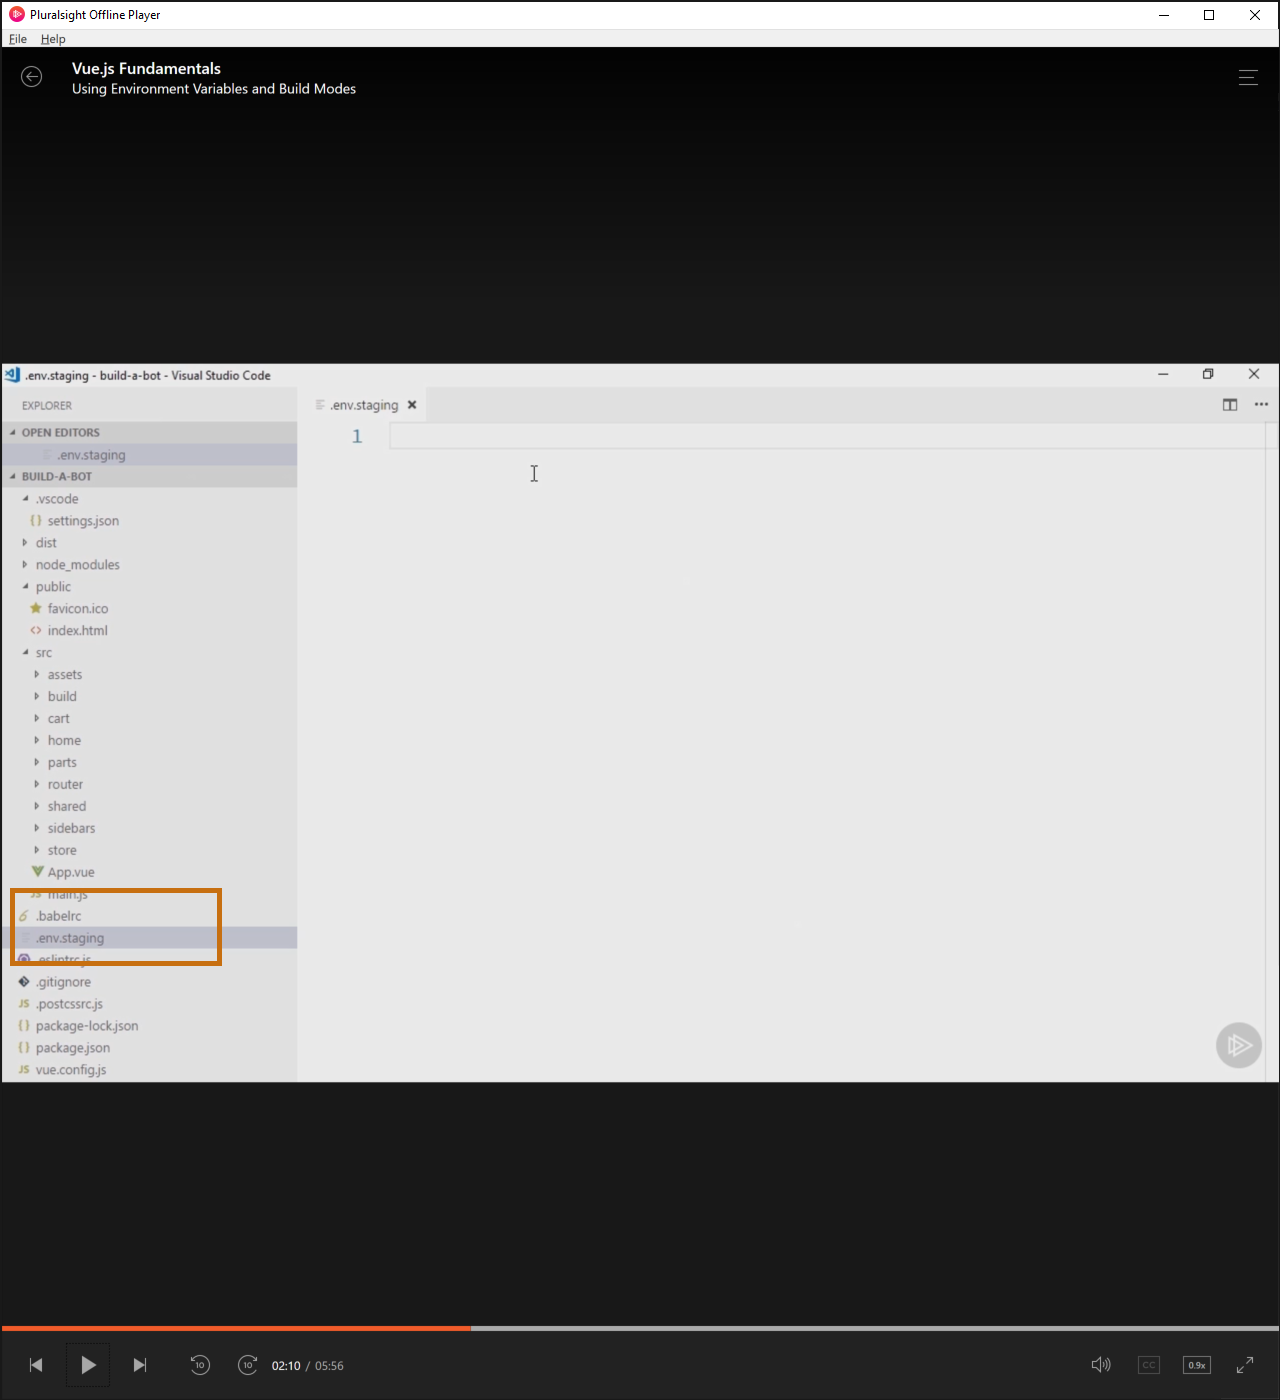 Pluralsight Offline Player
File Help
Vue.js Fundamentals
Using Environment Variables and Build Modes
.env.staging - build-a-bot - Visual Studio Code
EXPLORER
.env.staging
OPEN EDITORS
1
.env.staging
BUILD-A-BOT
.vscode
{} settings.json
dist
node_modules
public
favicon.ico
<> index.html
src
assets
build
cart
home
parts
router
shared
sidebars
store
App.vue
JS main.js
.babelrc
.env.staging
.eslintrc.js
.gitignore
JS .postcssrc.js
{} package-lock.json
{} package.json
JS vue.config.js
10 10 02:10 / 05:56 CC 0.9x